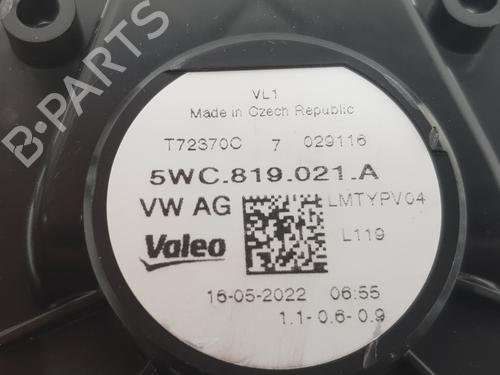 B-PARTS
VL1
Made in Czech Republic
T72370C 7 029116
5WC.819.021.A
VW AG LMTYPV04
Valeo L119
16-05-2022 06:55
1.1- 0.6- 0.9